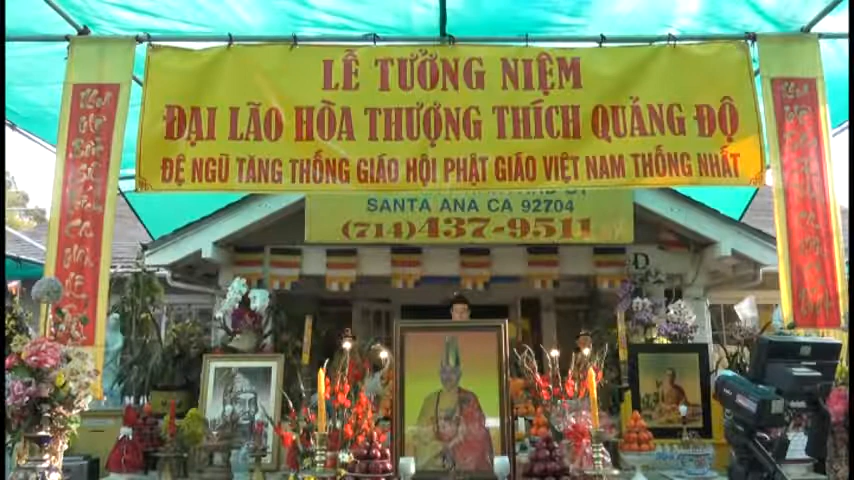 LỄ TƯỞNG NIỆM
ĐẠI LÃO HÒA THƯỢNG THÍCH QUẢNG ĐỘ
ĐỆ NGŨ TĂNG THỐNG GIÁO HỘI PHẬT GIÁO VIỆT NAM THỐNG NHẤT
SANTA ANA CA 92704
(714)437-9511